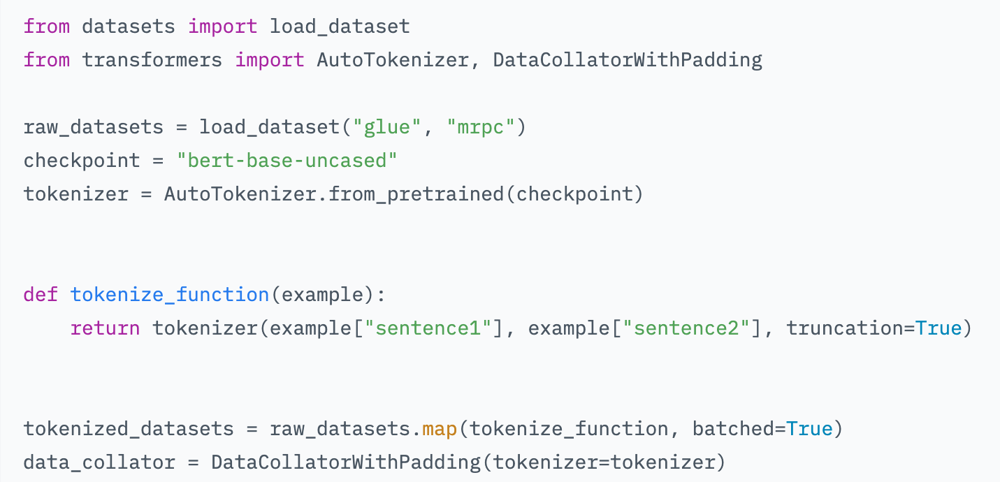 from datasets import load_dataset
from transformers import AutoTokenizer, DataCollatorWithPadding
raw_datasets = load_dataset("glue", "mrpc")
checkpoint = "bert-base-uncased"
tokenizer = AutoTokenizer.from_pretrained(checkpoint)
def tokenize_function(example):
    return tokenizer(example["sentence1"], example["sentence2"], truncation=True)
tokenized_datasets = raw_datasets.map(tokenize_function, batched=True)
data_collator = DataCollatorWithPadding(tokenizer=tokenizer)